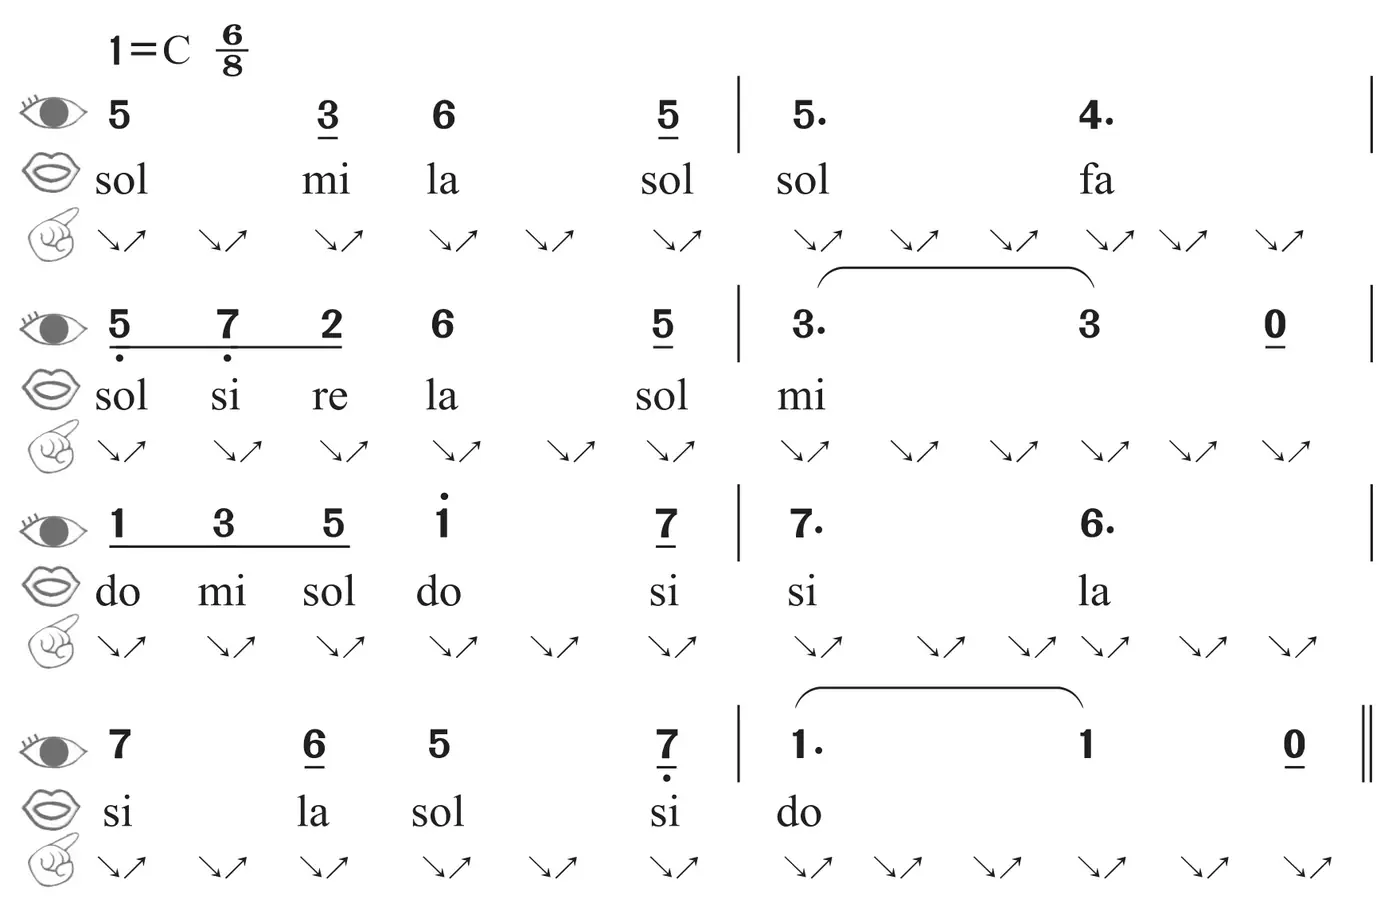 1=C 6/8
5 3 6 5 | 5. 4. |
sol mi la sol sol fa
5̣ 7̣ 2 6 5 | 3. 3 0 |
sol si re la sol mi
1 3 5 1̇ 7 | 7. 6. |
do mi sol do si si la
7 6 5 7̣ | 1. 1 0 ‖
si la sol si do